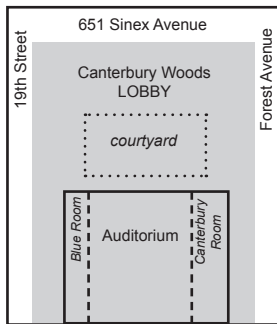 651 Sinex Avenue
19th Street
Forest Avenue
Canterbury Woods
LOBBY
courtyard
Blue Room
Auditorium
Canterbury
Room